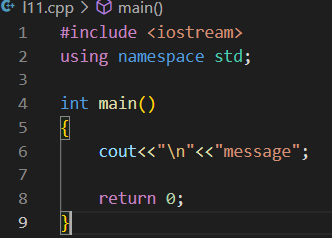 l11.cpp > main()
1 #include <iostream>
2 using namespace std;
3
4 int main()
5 {
6     cout<<"\n"<<"message";
7
8     return 0;
9 }